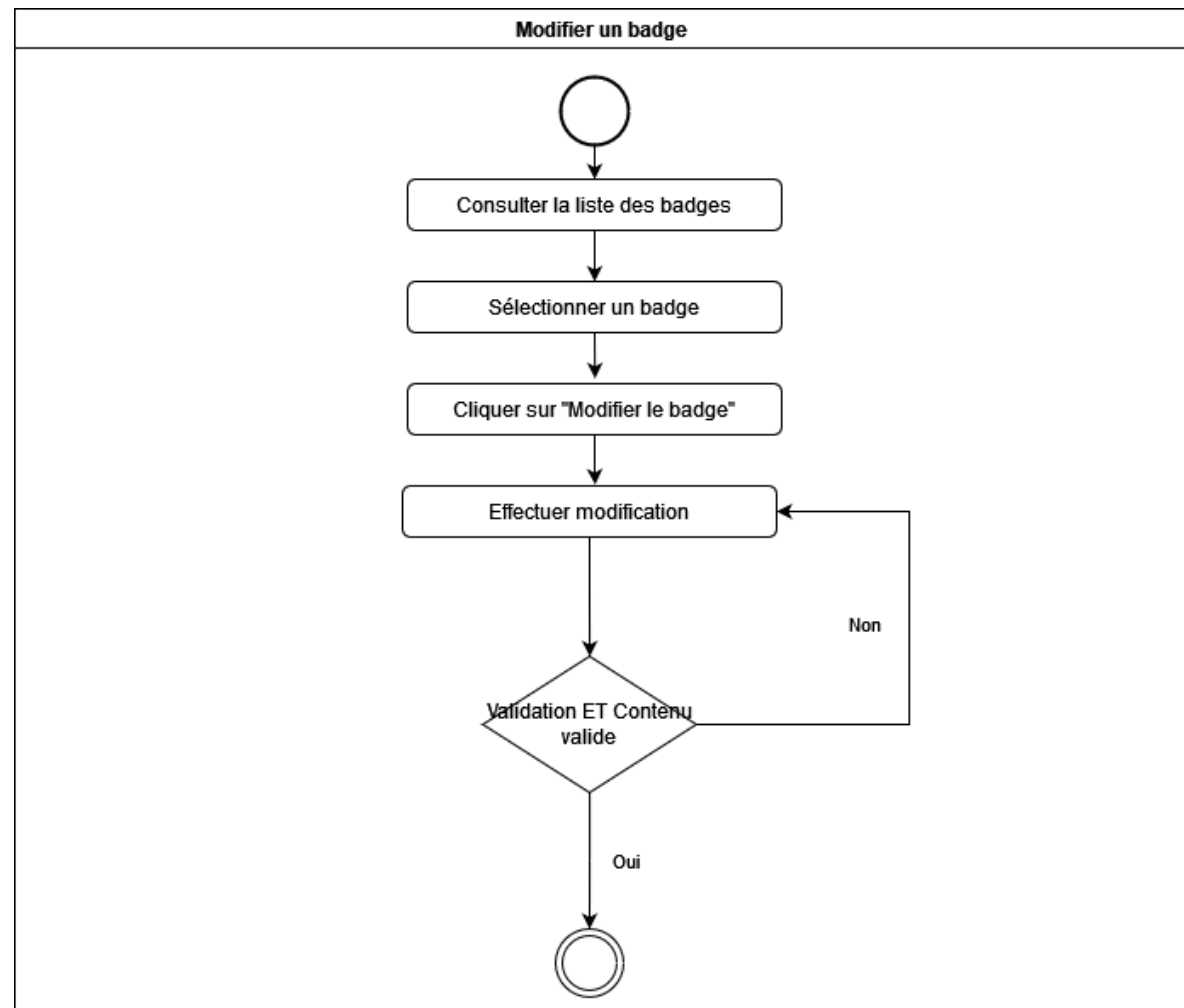 Modifier un badge
Consulter la liste des badges
Sélectionner un badge
Cliquer sur "Modifier le badge"
Effectuer modification
Non
Validation ET Contenu
valide
Oui